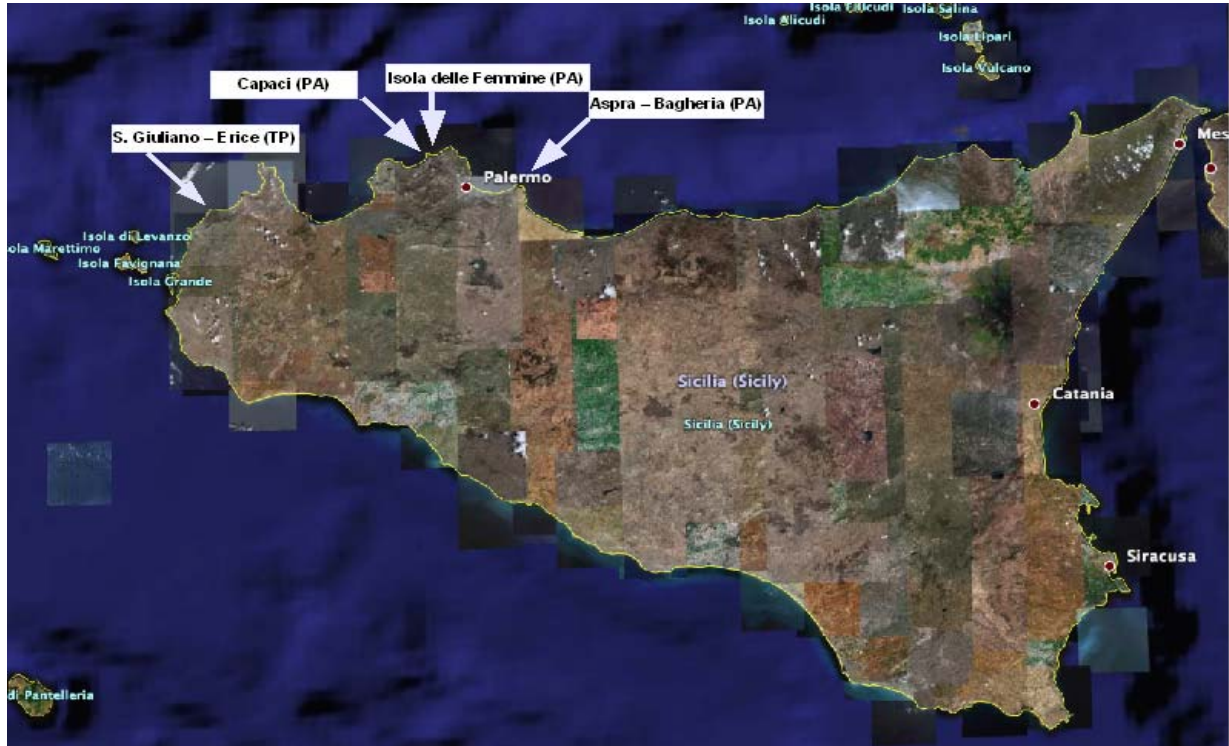 Isola Alicudi
Isola Filicudi
Isola Salina
Isola Lipari
Isola Vulcano
Capaci (PA)
Isola delle Femmine (PA)
Aspra – Bagheria (PA)
S. Giuliano – Erice (TP)
Mes
Palermo
Isola di Levanzo
sola Marettimo
Isola Favignana
Isola Grande
Sicilia (Sicily)
Catania
Sicilia (Sicily)
Siracusa
di Pantelleria